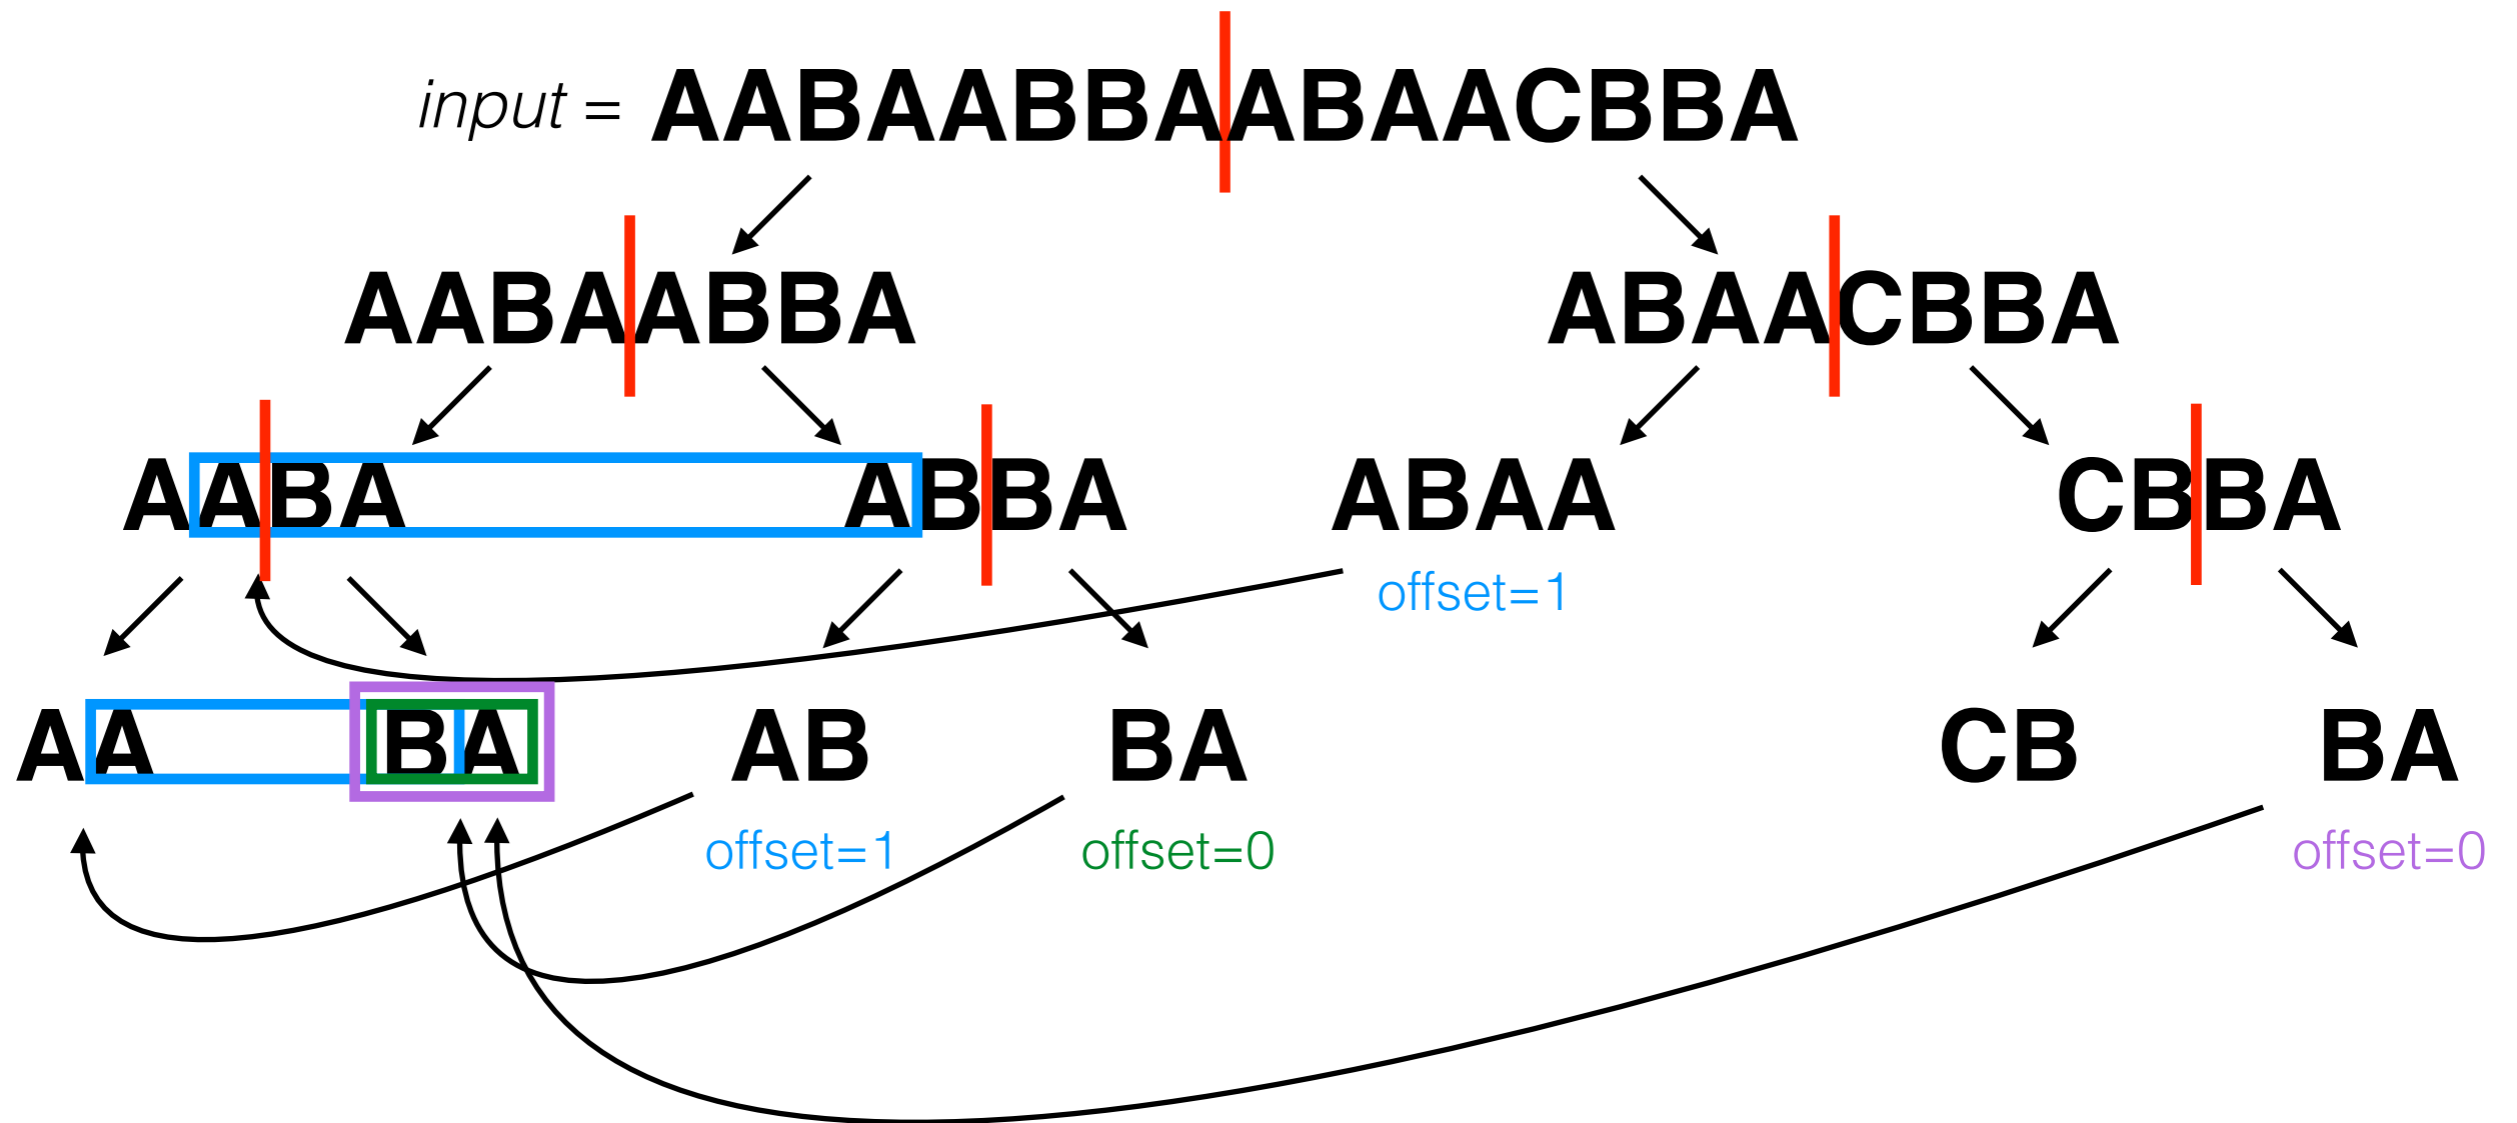 input = AABAABBAABAACBBA
AABAABBA ABAACBBA
AABA ABBA ABAA CBBA
offset=1
AA BA AB BA CB BA
offset=1 offset=0 offset=0